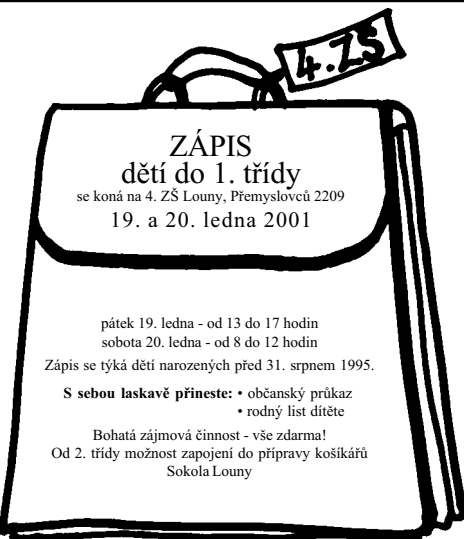 4. ZŠ
ZÁPIS
dětí do 1. třídy
se koná na 4. ZŠ Louny, Přemyslovců 2209
19. a 20. ledna 2001
pátek 19. ledna - od 13 do 17 hodin
sobota 20. ledna - od 8 do 12 hodin
Zápis se týká dětí narozených před 31. srpnem 1995.
S sebou laskavě přineste: • občanský průkaz
• rodný list dítěte
Bohatá zájmová činnost - vše zdarma!
Od 2. třídy možnost zapojení do přípravy košíkářů
Sokola Louny